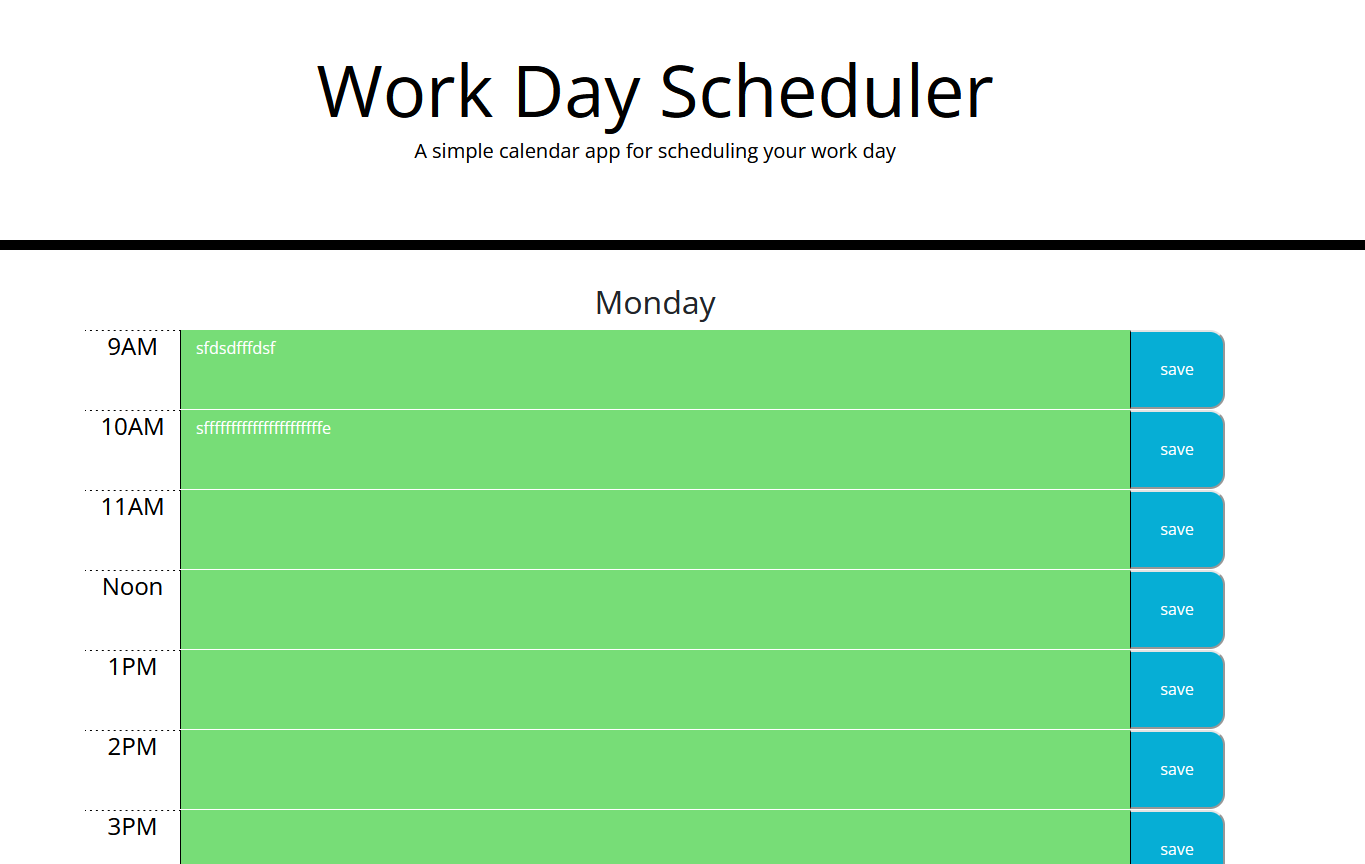 Work Day Scheduler
A simple calendar app for scheduling your work day
Monday
9AM sfdsdfffdsf save
10AM sffffffffffffffffffffffe save
11AM save
Noon save
1PM save
2PM save
3PM save